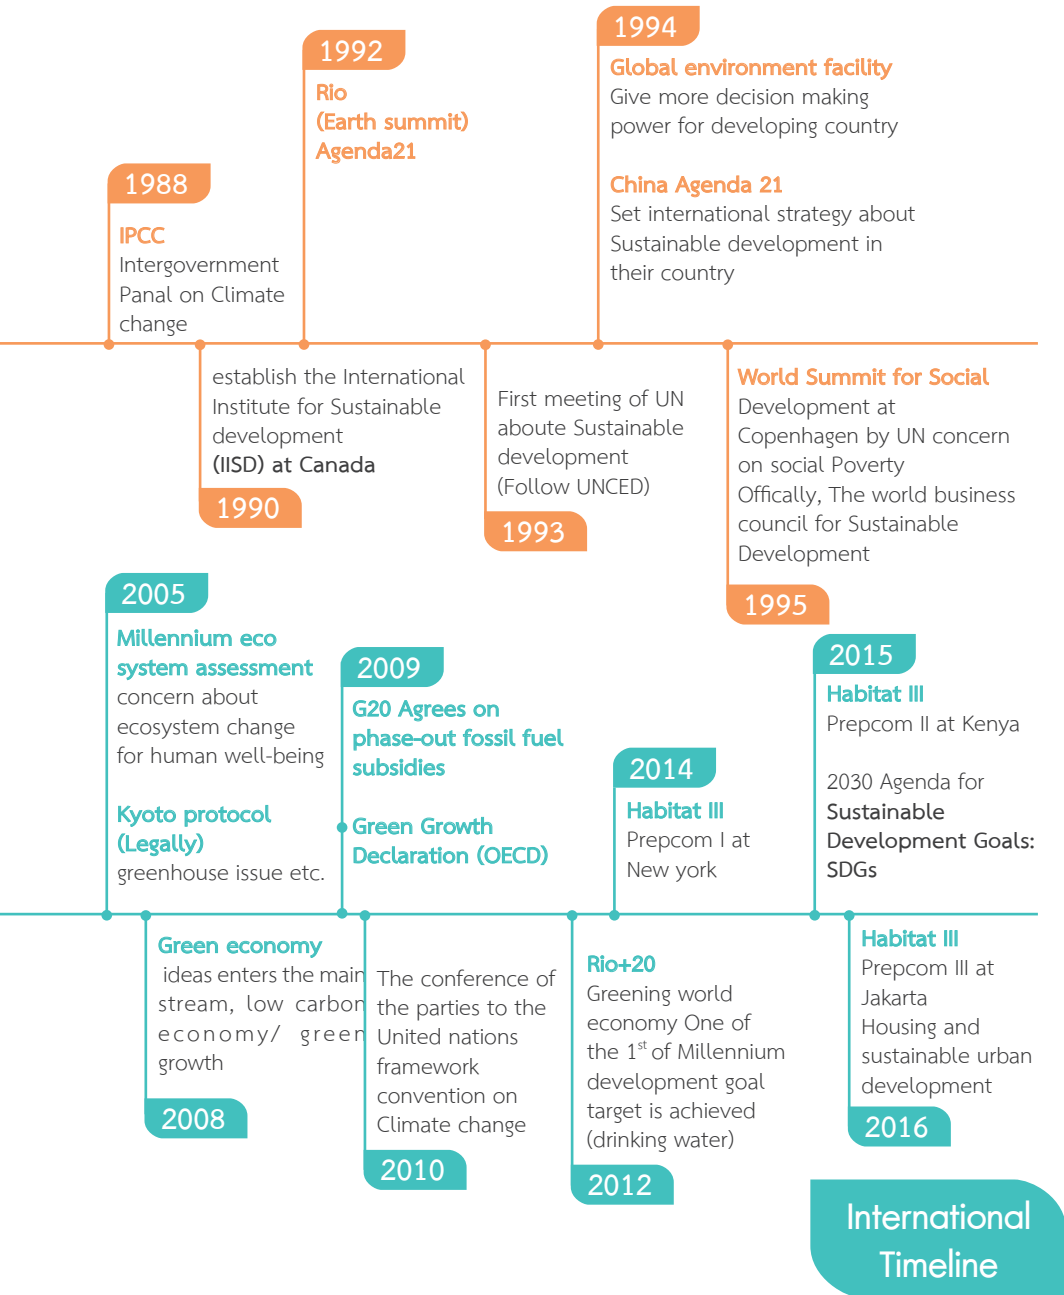 1988
IPCC
Intergovernment
Panal on Climate
change
establish the International
Institute for Sustainable
development
(IISD) at Canada
1990
1992
Rio
(Earth summit)
Agenda21
First meeting of UN
aboute Sustainable
development
(Follow UNCED)
1993
1994
Global environment facility
Give more decision making
power for developing country
China Agenda 21
Set international strategy about
Sustainable development in
their country
World Summit for Social
Development at
Copenhagen by UN concern
on social Poverty
Offically, The world business
council for Sustainable
Development
1995
2005
Millennium eco
system assessment
concern about
ecosystem change
for human well-being
Kyoto protocol
(Legally)
greenhouse issue etc.
Green economy
ideas enters the main
stream, low carbon
economy/ green
growth
2008
2009
G20 Agrees on
phase-out fossil fuel
subsidies
Green Growth
Declaration (OECD)
The conference of
the parties to the
United nations
framework
convention on
Climate change
2010
Rio+20
Greening world
economy One of
the 1st of Millennium
development goal
target is achieved
(drinking water)
2012
2014
Habitat III
Prepcom I at
New york
2015
Habitat III
Prepcom II at Kenya
2030 Agenda for
Sustainable
Development Goals:
SDGs
Habitat III
Prepcom III at
Jakarta
Housing and
sustainable urban
development
2016
International
Timeline